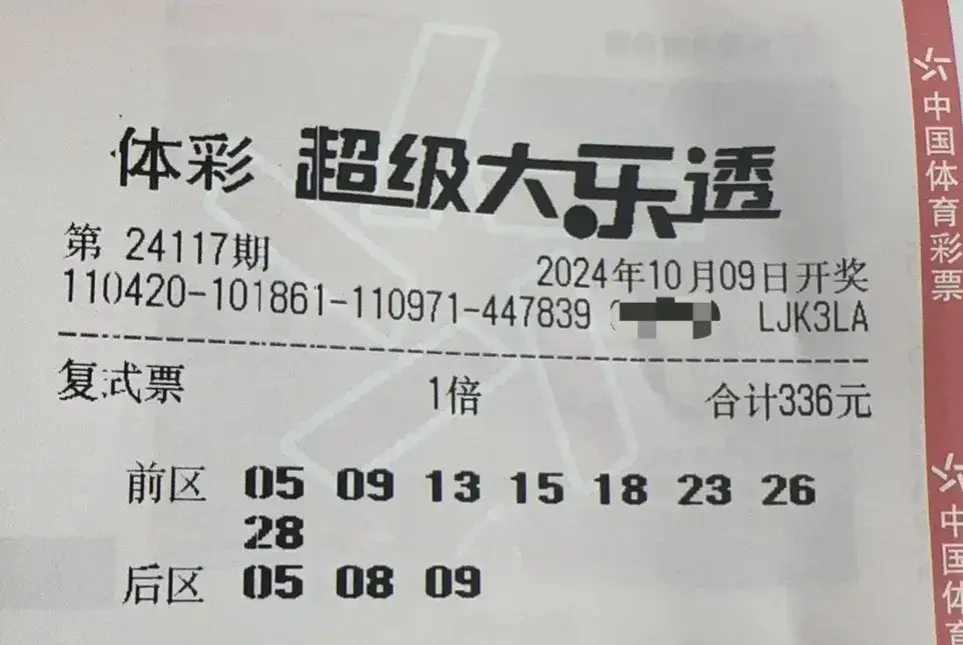 体彩 超级大乐透
第 24117期 2024年10月09日开奖
110420-101861-110971-447839 LJK3LA
复式票 1倍 合计336元
前区 05 09 13 15 18 23 26
28
后区 05 08 09
中国体育彩票
中国体育